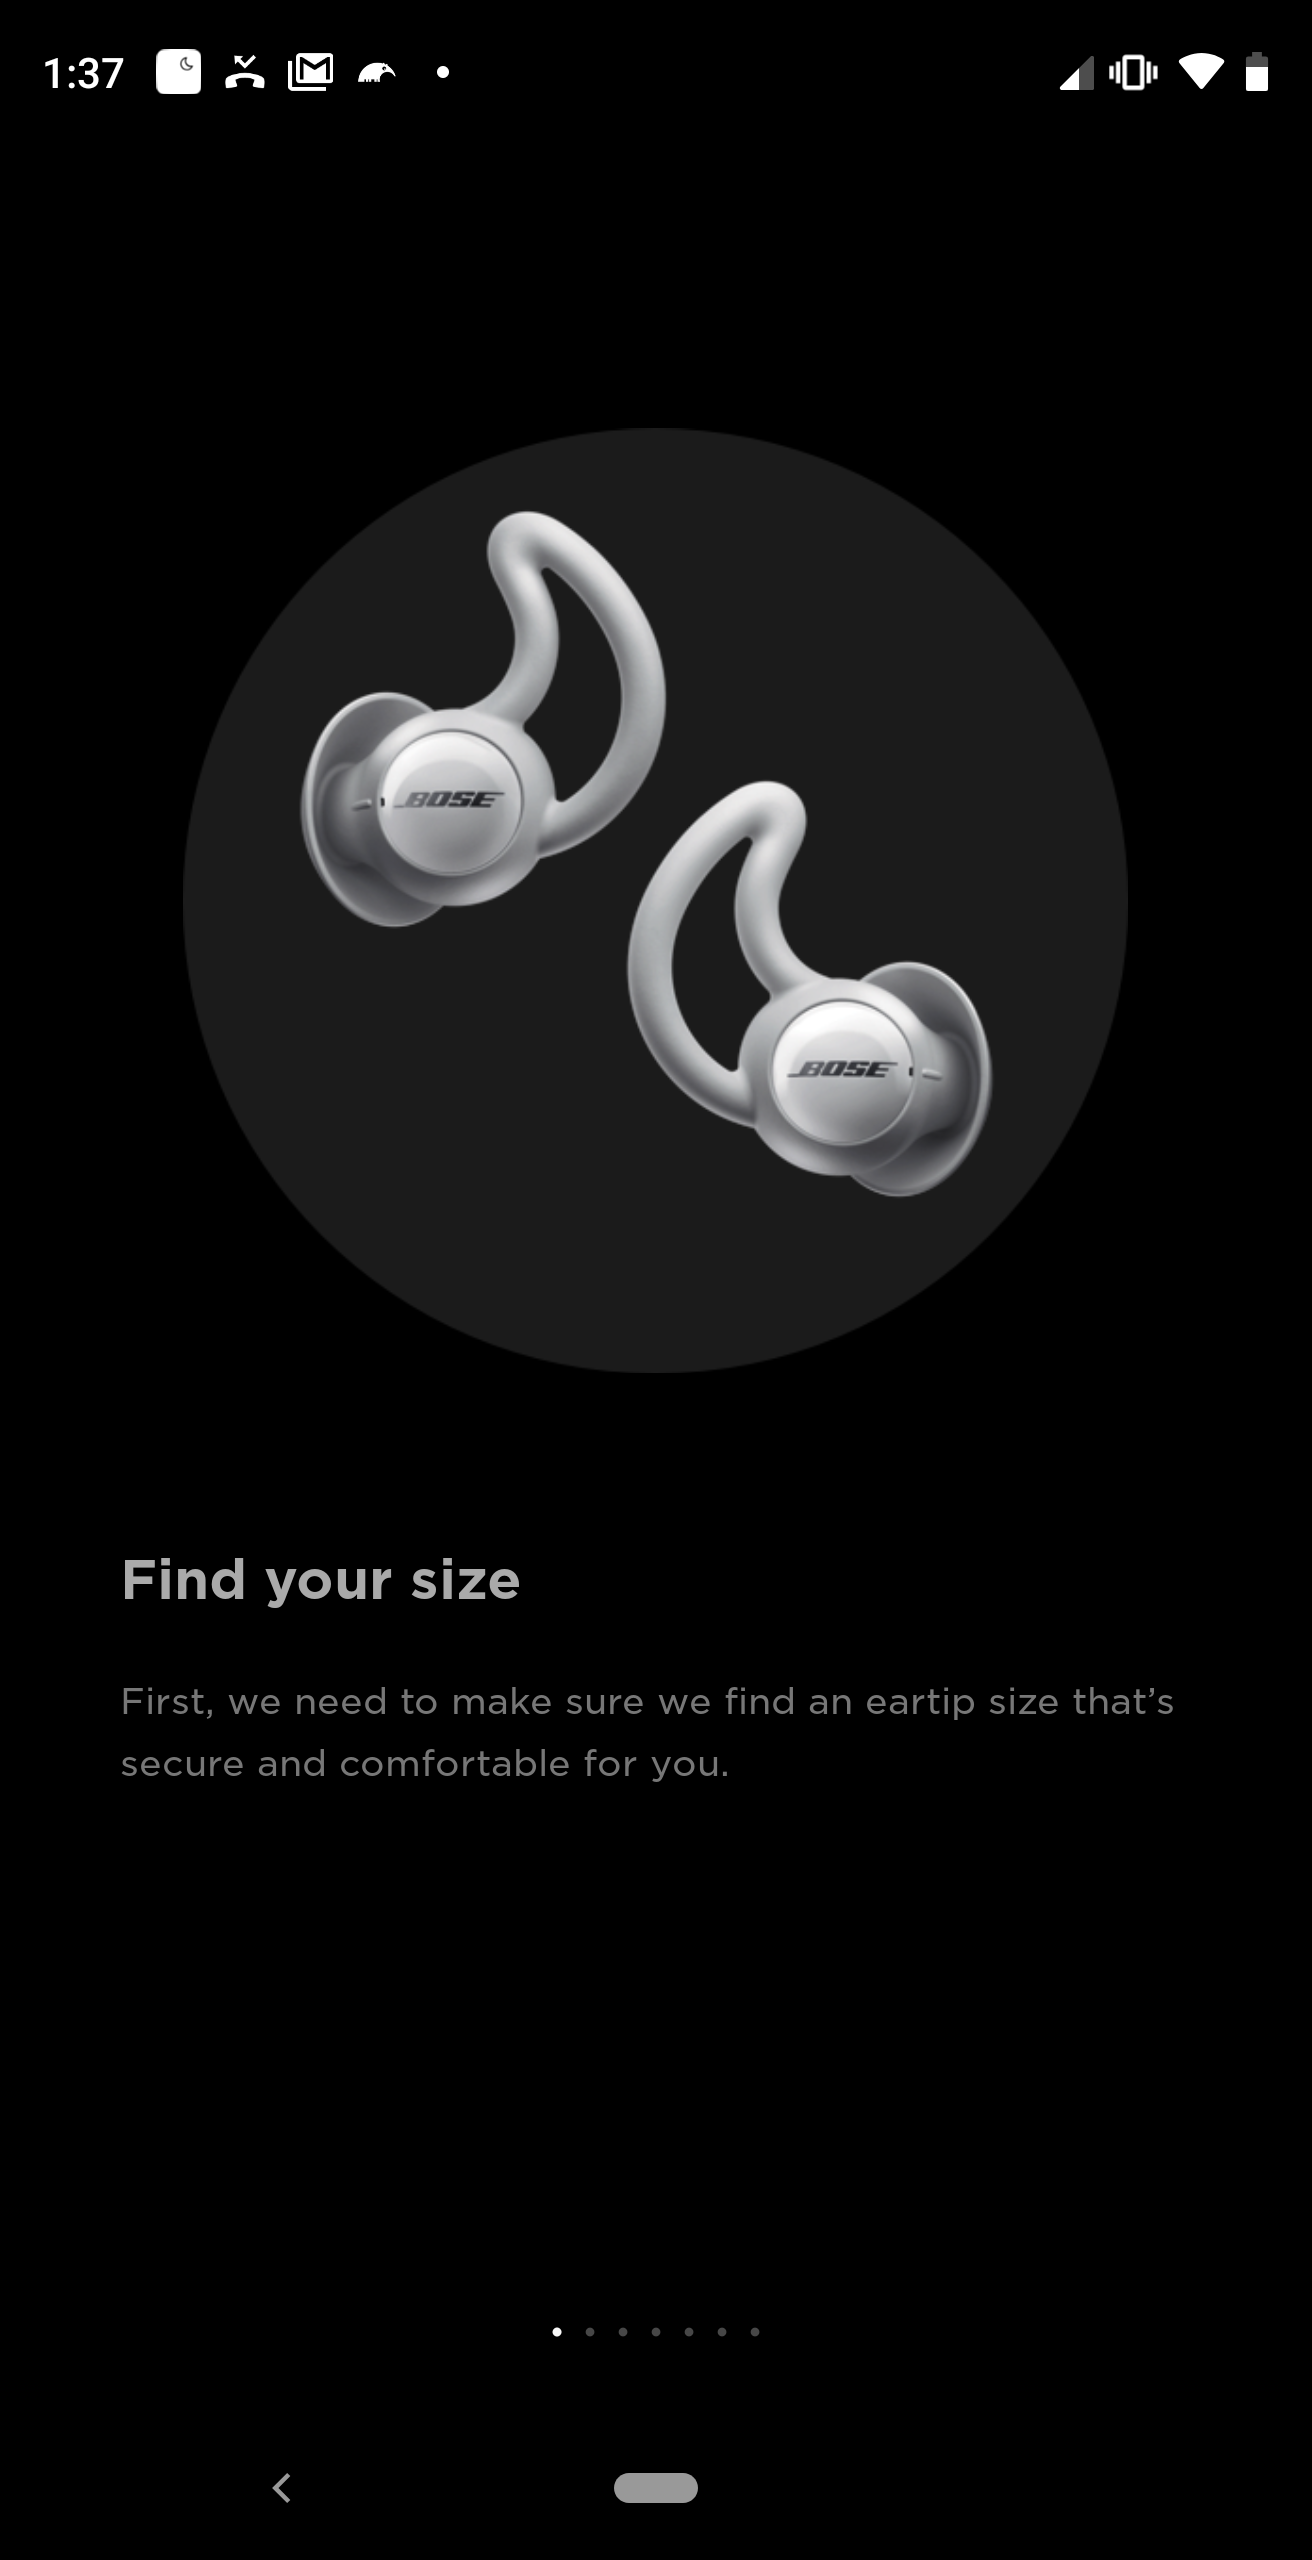 1:37
BOSE
BOSE
Find your size
First, we need to make sure we find an eartip size that’s
secure and comfortable for you.